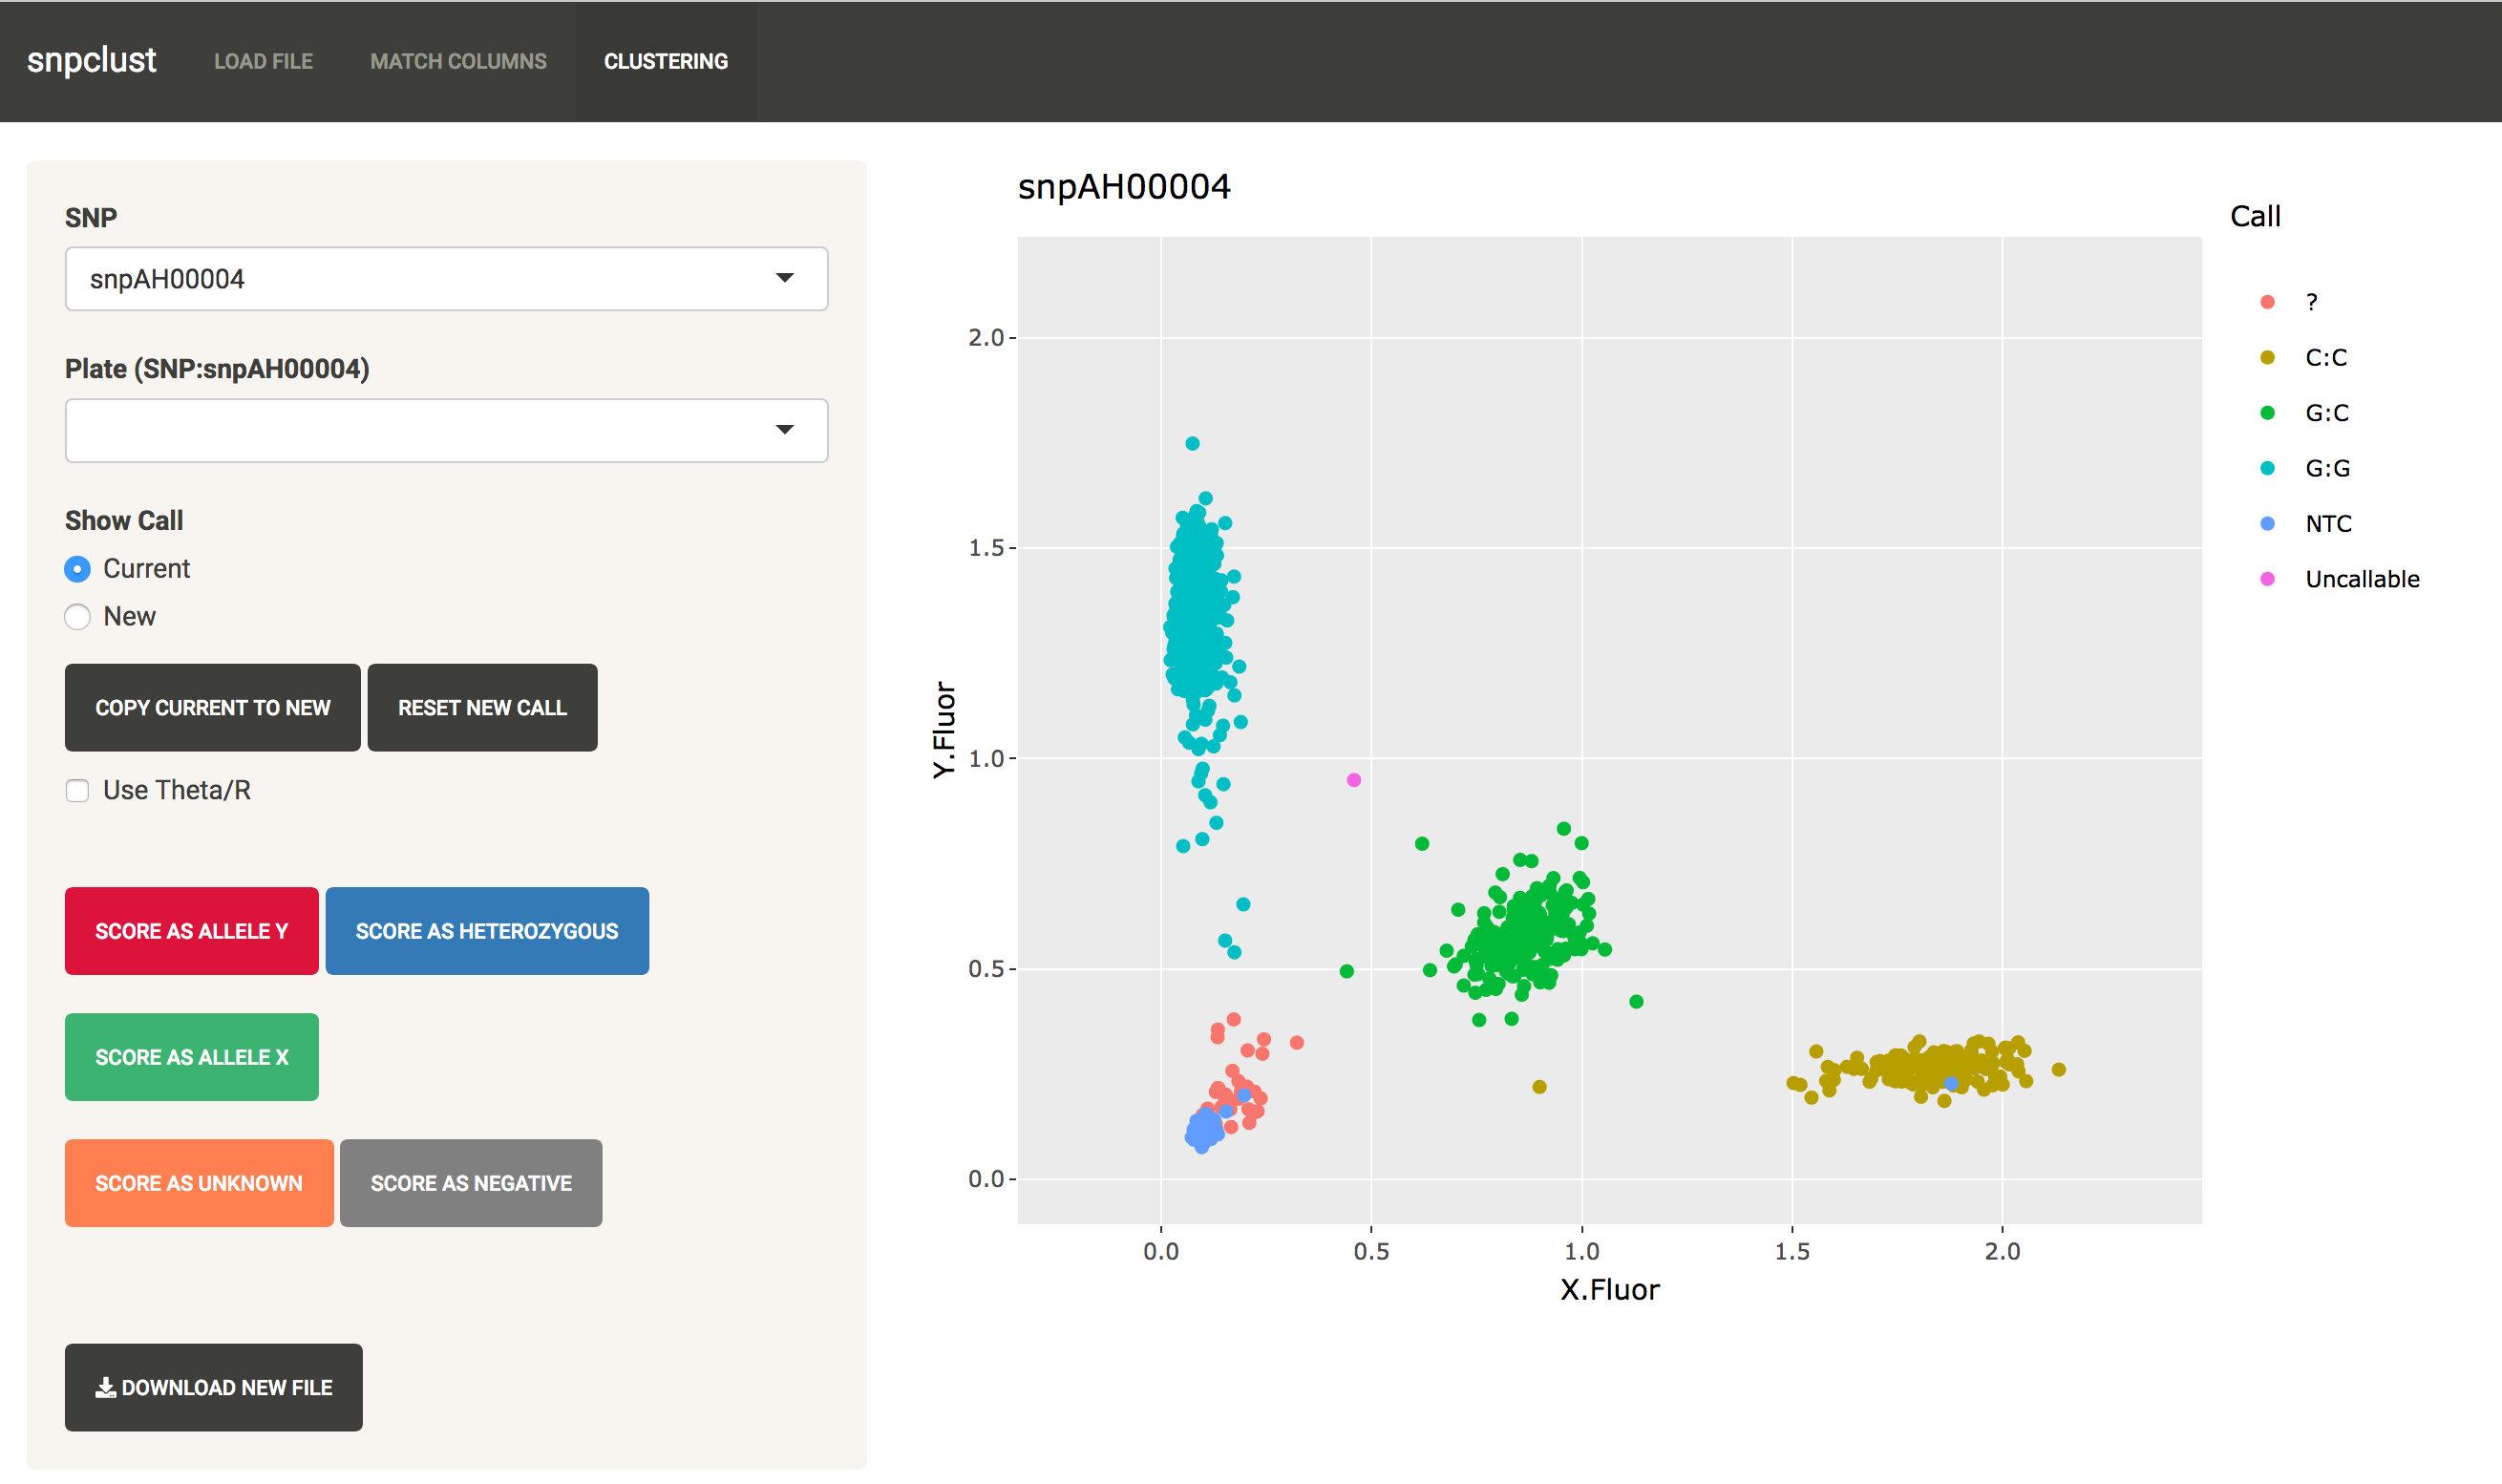 snpclust LOAD FILE MATCH COLUMNS CLUSTERING
SNP
snpAH00004
Plate (SNP:snpAH00004)
Show Call
Current
New
COPY CURRENT TO NEW RESET NEW CALL
Use Theta/R
SCORE AS ALLELE Y SCORE AS HETEROZYGOUS
SCORE AS ALLELE X
SCORE AS UNKNOWN SCORE AS NEGATIVE
DOWNLOAD NEW FILE
snpAH00004
Y.Fluor
2.0
1.5
1.0
0.5
0.0
0.0 0.5 1.0 1.5 2.0
X.Fluor
Call
?
C:C
G:C
G:G
NTC
Uncallable